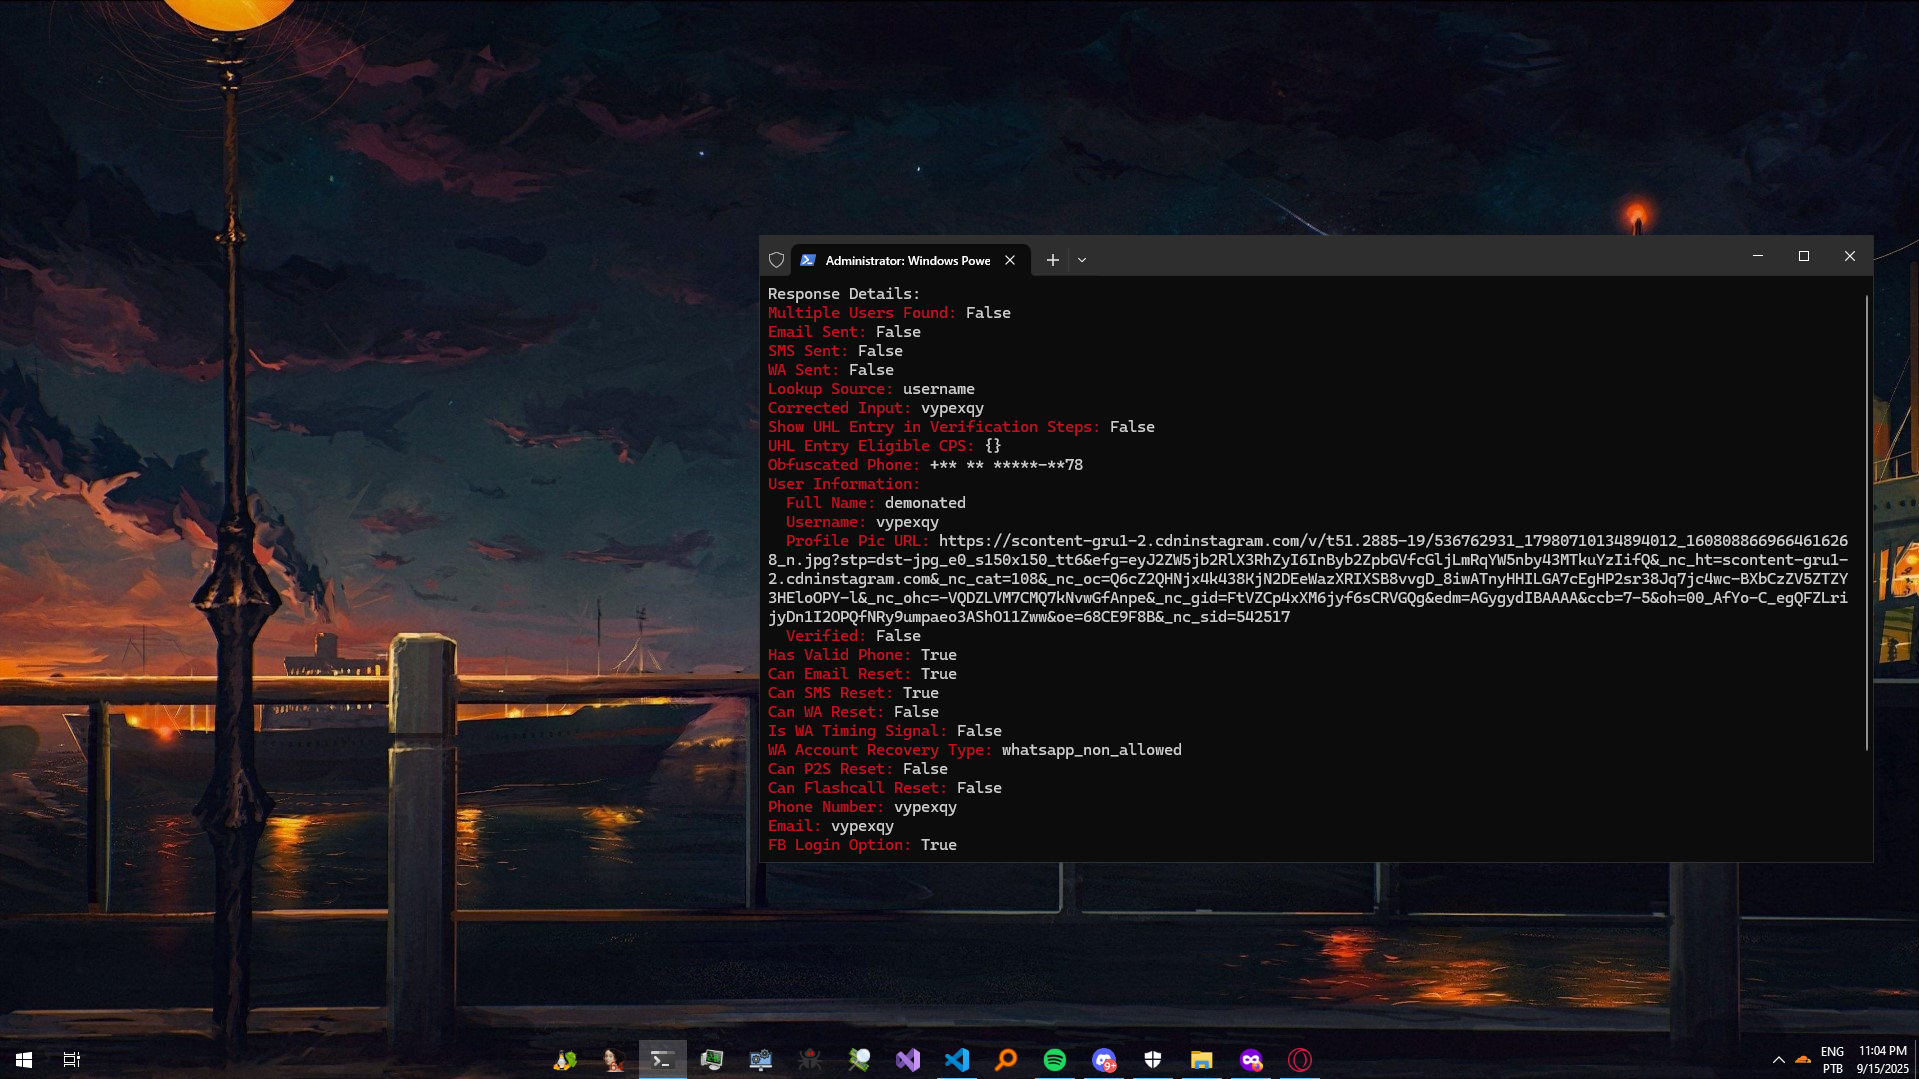 Administrator: Windows Powe
Response Details:
Multiple Users Found: False
Email Sent: False
SMS Sent: False
WA Sent: False
Lookup Source: username
Corrected Input: vypexqy
Show UHL Entry in Verification Steps: False
UHL Entry Eligible CPS: {}
Obfuscated Phone: +** ** *****-**78
User Information:
Full Name: demonated
Username: vypexqy
Profile Pic URL: https://scontent-gru1-2.cdninstagram.com/v/t51.2885-19/536762931_17980710134894012_160808866966461626
8_n.jpg?stp=dst-jpg_e0_s150x150_tt6&efg=eyJ2ZW5jb2RlX3RhZyI6InByb2ZpbGVfcGljLmRqYW5nby43MTkuYzIifQ&_nc_ht=scontent-gru1-
2.cdninstagram.com&_nc_cat=108&_nc_oc=Q6cZ2QHNjx4k438KjN2DEeWazXRIXSB8vvgD_8iwATnyHHILGA7cEgHP2sr38Jq7jc4wc-BXbCzZV5ZTZY
3HEloOPY-l&_nc_ohc=-VQDZLVM7CMQ7kNvwGfAnpe&_nc_gid=FtVZCp4xXM6jyf6sCRVGQg&edm=AGygydIBAAAA&ccb=7-5&oh=00_AfYo-C_egQFZLri
jyDn1I2OPQfNRy9umpaeo3AShO11Zww&oe=68CE9F8B&_nc_sid=542517
Verified: False
Has Valid Phone: True
Can Email Reset: True
Can SMS Reset: True
Can WA Reset: False
Is WA Timing Signal: False
WA Account Recovery Type: whatsapp_non_allowed
Can P2S Reset: False
Can Flashcall Reset: False
Phone Number: vypexqy
Email: vypexqy
FB Login Option: True
9+
ENG
PTB
11:04 PM
9/15/2025